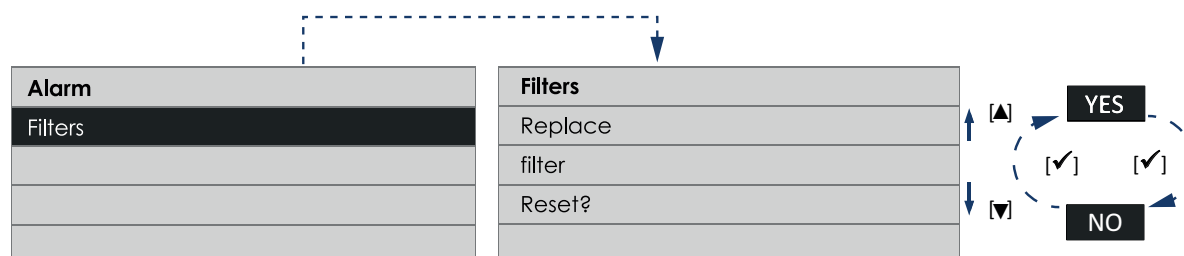 Alarm
Filters
Filters
Replace
filter
Reset?
[▲]
[▼]
YES
[✓] [✓]
NO